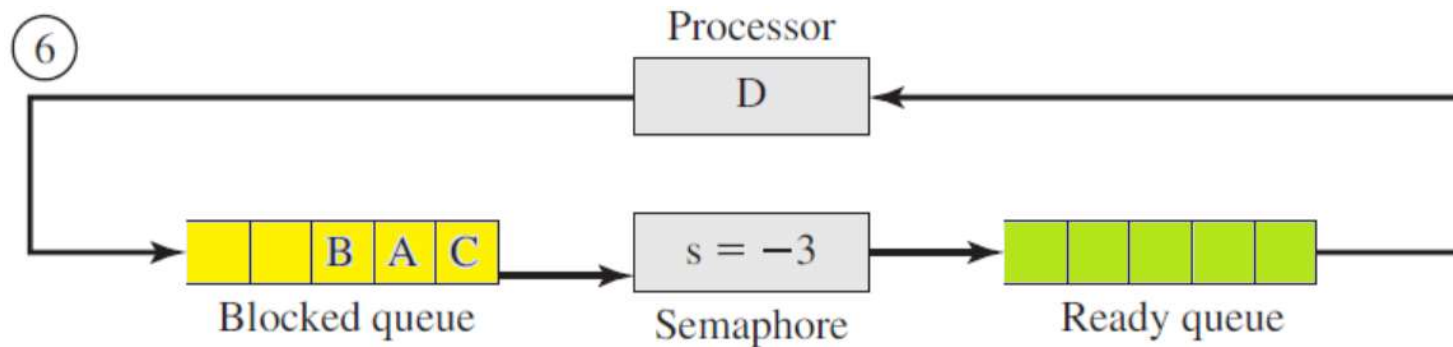 6
Processor
D
B A C
s = −3
Blocked queue
Semaphore
Ready queue